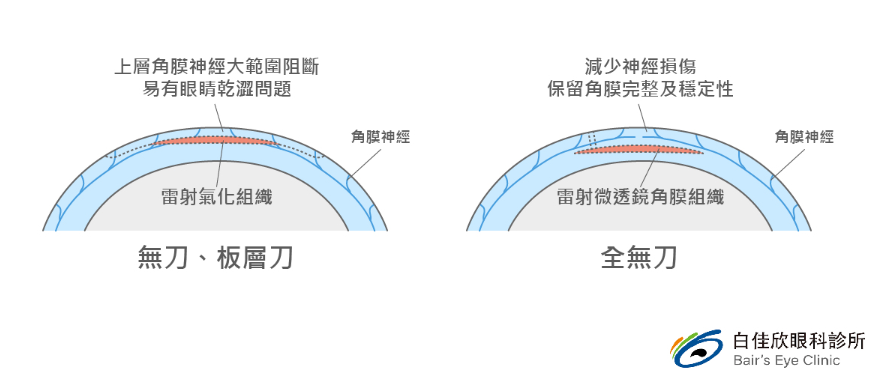 上層角膜神經大範圍阻斷
易有眼睛乾澀問題
角膜神經
雷射氣化組織
無刀、板層刀
減少神經損傷
保留角膜完整及穩定性
角膜神經
雷射微透鏡角膜組織
全無刀
白佳欣眼科診所
Bair's Eye Clinic